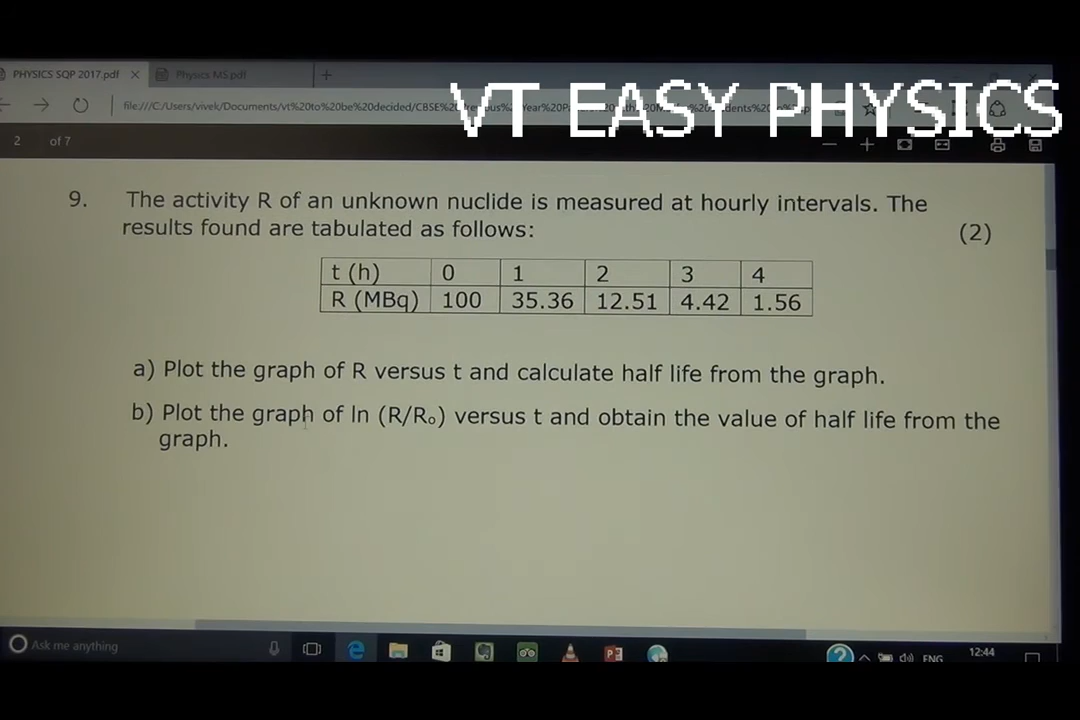 PHYSICS SQP 2017.pdf
Physics MS.pdf
VT EASY PHYSICS
2 of 7
9. The activity R of an unknown nuclide is measured at hourly intervals. The
results found are tabulated as follows: (2)
t (h) 0 1 2 3 4
R (MBq) 100 35.36 12.51 4.42 1.56
a) Plot the graph of R versus t and calculate half life from the graph.
b) Plot the graph of ln (R/R₀) versus t and obtain the value of half life from the
graph.
Ask me anything
ENG
12:44